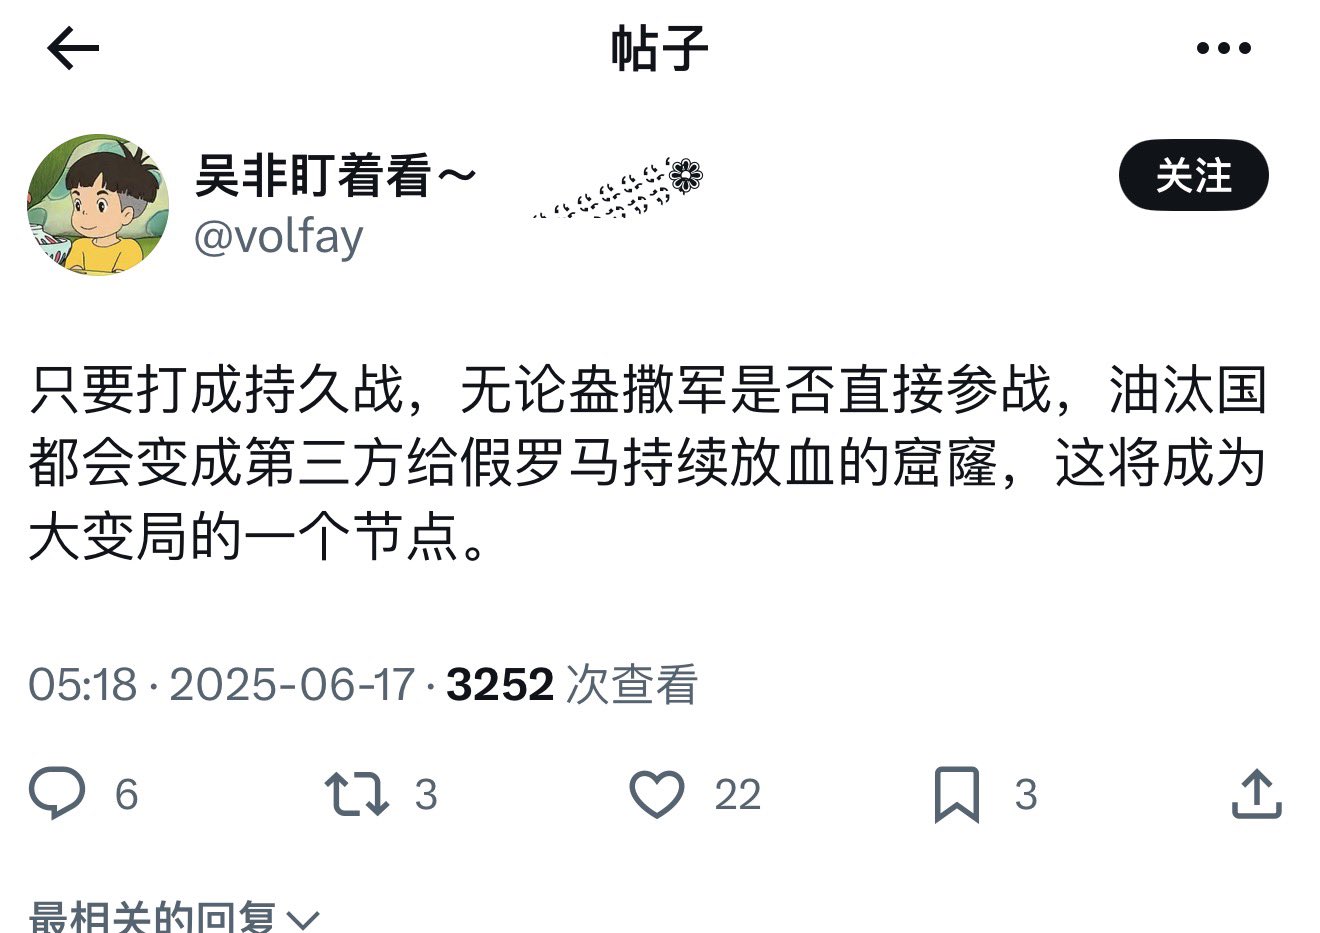 帖子
吴非盯着看～
@volfay
关注
只要打成持久战，无论盎撒军是否直接参战，油汰国
都会变成第三方给假罗马持续放血的窟窿，这将成为
大变局的一个节点。
05:18 · 2025-06-17 · 3252 次查看
6 3 22 3
最相关的回复